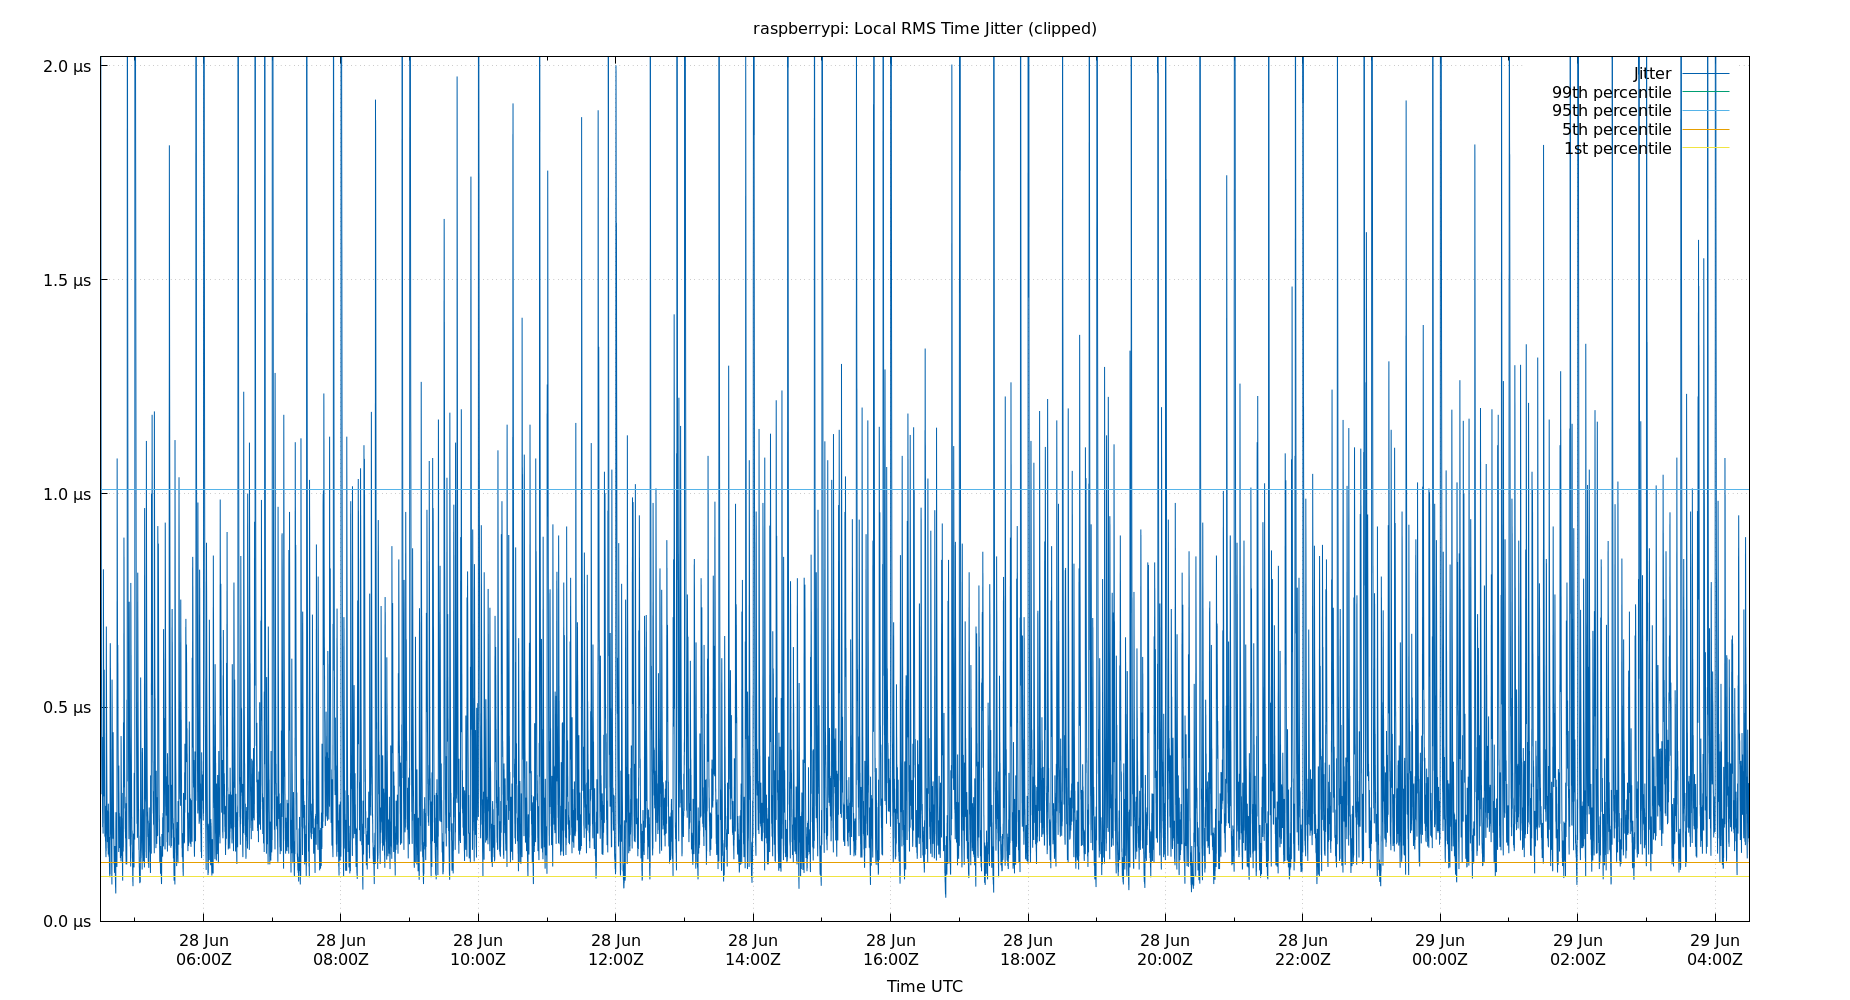 raspberrypi: Local RMS Time Jitter (clipped)
2.0 μs
1.5 μs
1.0 μs
0.5 μs
0.0 μs
Jitter
99th percentile
95th percentile
5th percentile
1st percentile
28 Jun 28 Jun 28 Jun 28 Jun 28 Jun 28 Jun 28 Jun 28 Jun 28 Jun 29 Jun 29 Jun 29 Jun
06:00Z 08:00Z 10:00Z 12:00Z 14:00Z 16:00Z 18:00Z 20:00Z 22:00Z 00:00Z 02:00Z 04:00Z
Time UTC